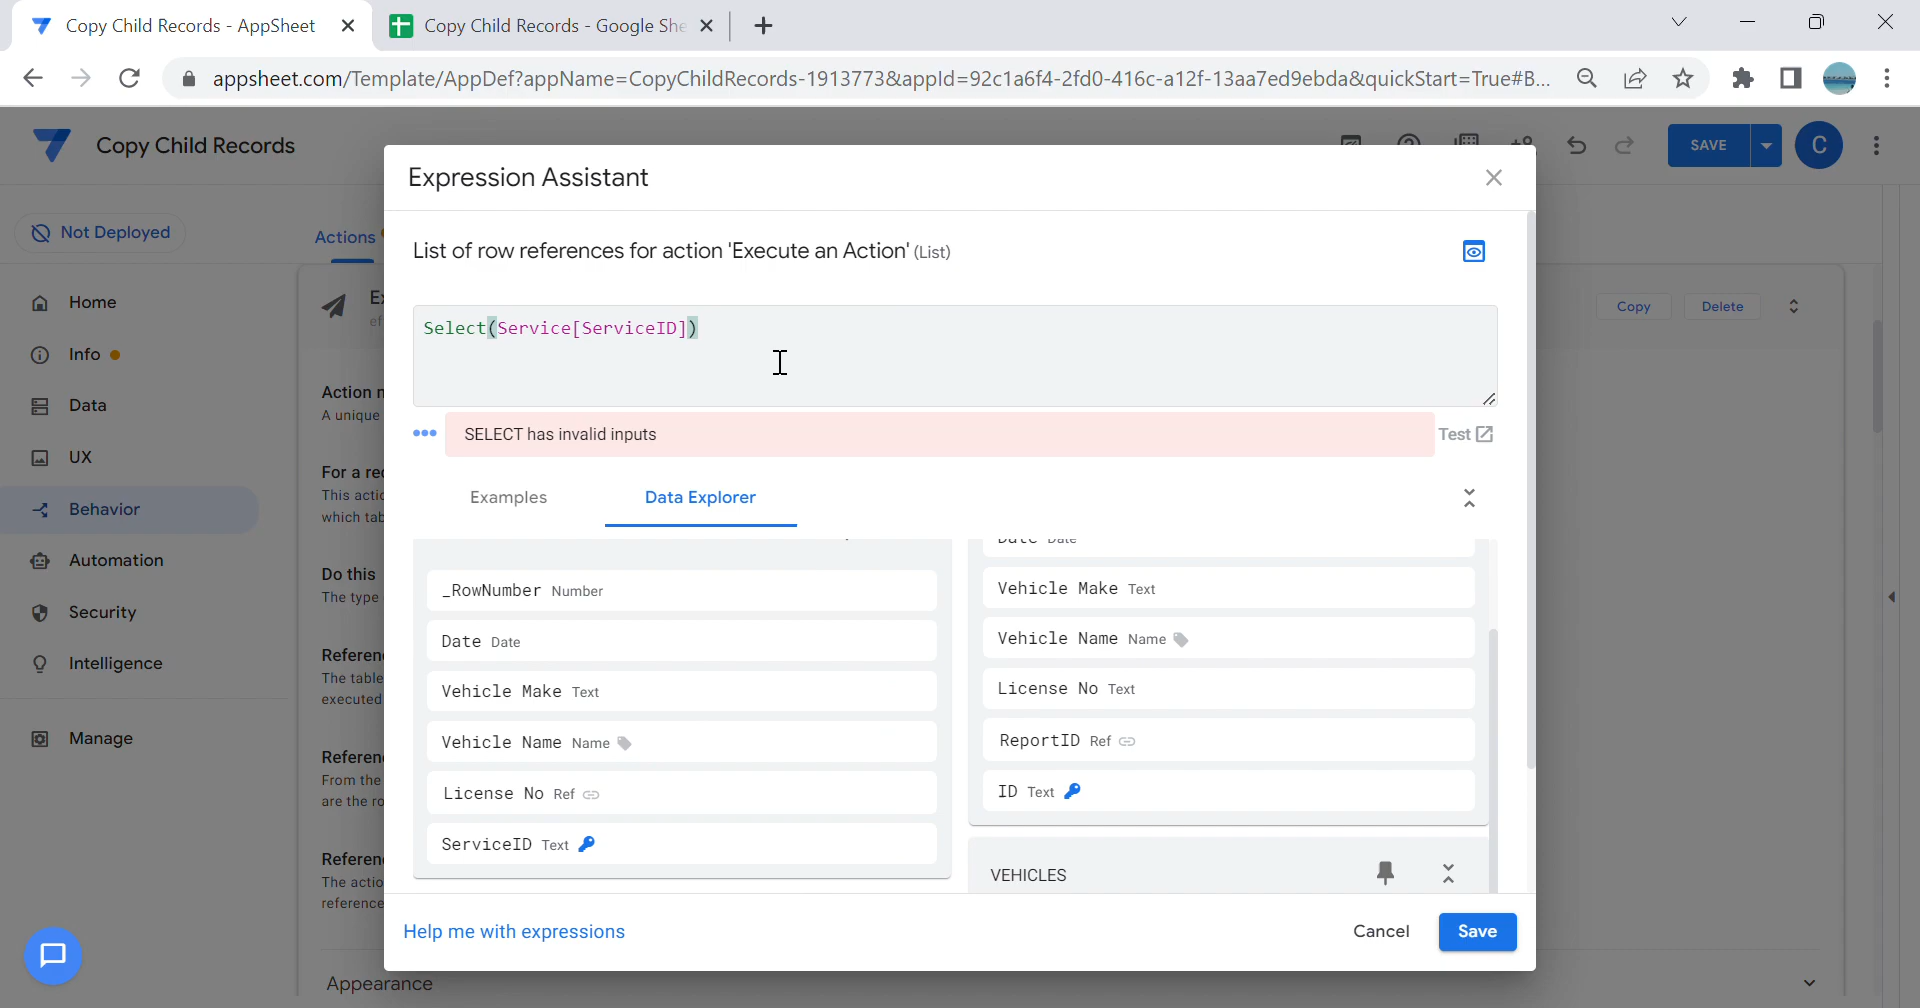 Copy Child Records - AppSheet
Copy Child Records - Google She
appsheet.com/Template/AppDef?appName=CopyChildRecords-1913773&appId=92c1a6f4-2fd0-416c-a12f-13aa7ed9ebda&quickStart=True#B...
Copy Child Records
SAVE
C
Expression Assistant
Not Deployed
Actions
List of row references for action 'Execute an Action' (List)
Home
Copy
Delete
Select(Service[ServiceID])
Info
Action n
A unique
Data
SELECT has invalid inputs
Test
UX
For a re
This actio
which tab
Examples
Data Explorer
Behavior
Automation
Do this
The type
_RowNumber Number
Vehicle Make Text
Security
Date Date
Vehicle Name Name
Intelligence
Referen
The table
executed
Vehicle Make Text
License No Text
Manage
Vehicle Name Name
ReportID Ref
Referen
From the
are the ro
License No Ref
ID Text
ServiceID Text
VEHICLES
Referen
The actio
reference
Help me with expressions
Cancel
Save
Appearance